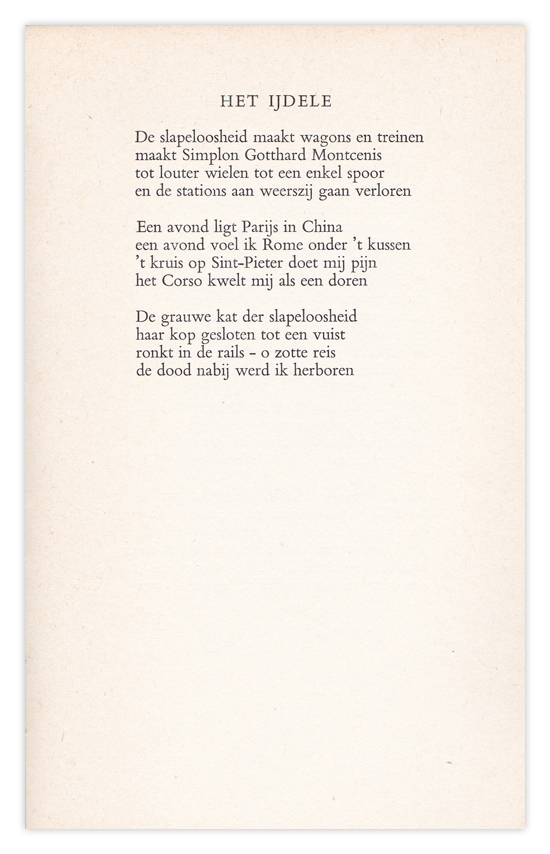 HET IJDELE
De slapeloosheid maakt wagons en treinen
maakt Simplon Gotthard Montcenis
tot louter wielen tot een enkel spoor
en de stations aan weerszij gaan verloren
Een avond ligt Parijs in China
een avond voel ik Rome onder ’t kussen
’t kruis op Sint-Pieter doet mij pijn
het Corso kwelt mij als een doren
De grauwe kat der slapeloosheid
haar kop gesloten tot een vuist
ronkt in de rails – o zotte reis
de dood nabij werd ik herboren